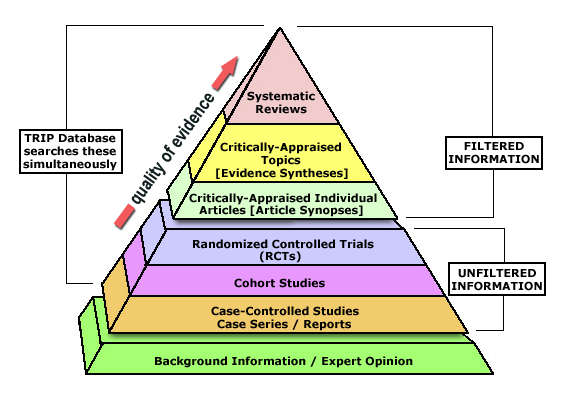 Systematic
Reviews
quality of evidence
TRIP Database
searches these
simultaneously
Critically-Appraised
Topics
[Evidence Syntheses]
FILTERED
INFORMATION
Critically-Appraised Individual
Articles [Article Synopses]
Randomized Controlled Trials
(RCTs)
UNFILTERED
INFORMATION
Cohort Studies
Case-Controlled Studies
Case Series / Reports
Background Information / Expert Opinion